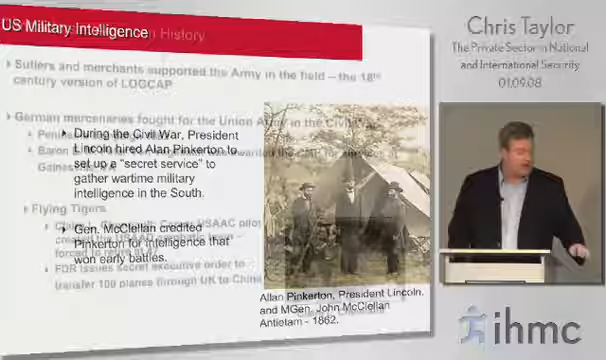 US Military Intelligence
History
Sutlers and merchants supported the Army in the field – the 18th
century version of LOGCAP
German mercenaries fought for the Union Army in the Civil War
During the Civil War, President
Lincoln hired Alan Pinkerton to
set up a “secret service” to
gather wartime military
intelligence in the South.
Flying Tigers
Gen. McClellan credited
Pinkerton for intelligence that
won early battles.
forced to retire
FDR issues secret executive order to
transfer 100 planes through UK to China
Allan Pinkerton, President Lincoln,
and MGen. John McClellan
Antietam - 1862.
Chris Taylor
The Private Sector in National
and International Security
01.09.08
ihmc